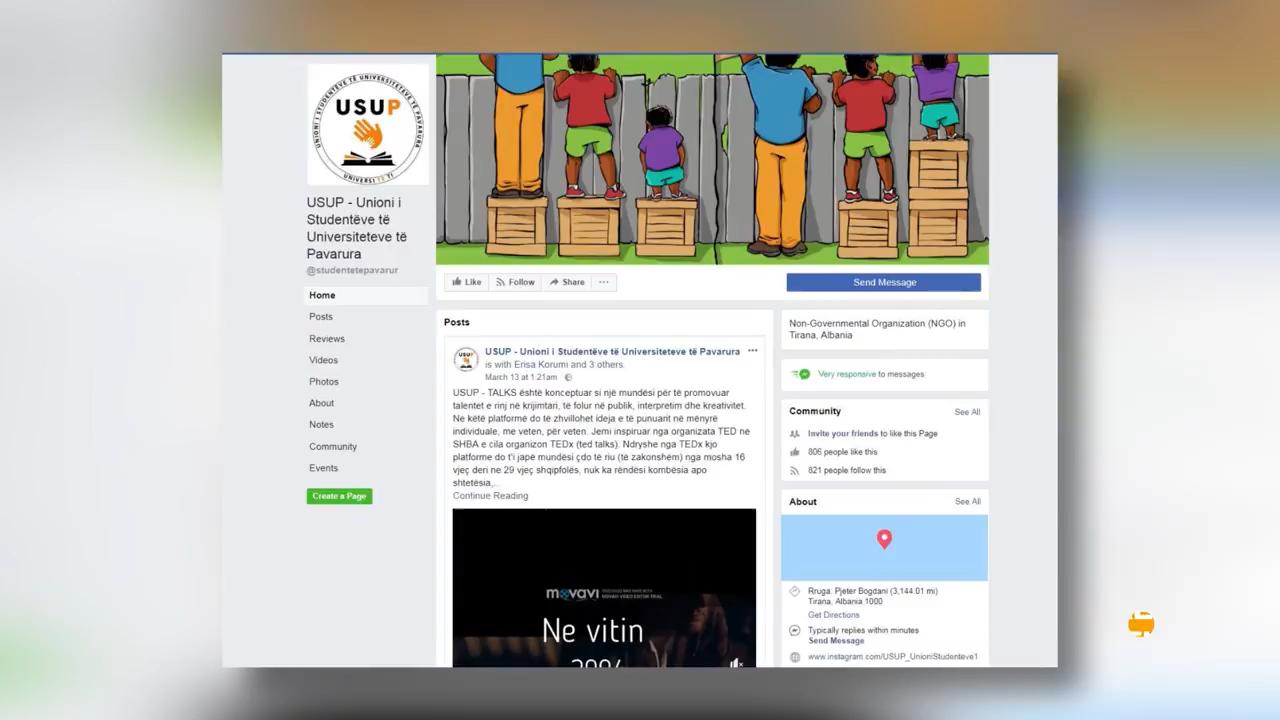 UNIONI I STUDENTËVE TË UNIVERSITETEVE TË PAVARURA
USUP
UNIVERSI TË TI
USUP - Unioni i
Studentëve të
Universiteteve të
Pavarura
@studentetepavarur
Home
Posts
Reviews
Videos
Photos
About
Notes
Community
Events
Create a Page
Like
Follow
Share
Send Message
Posts
USUP - Unioni i Studentëve të Universiteteve të Pavarura
is with Erisa Korumi and 3 others.
March 13 at 1:21am
USUP - TALKS është konceptuar si një mundësi për të promovuar
talentet e rinj në krijimtari, të folur në publik, interpretim dhe kreativitet.
Ne këtë platformë do të zhvillohet ideja e të punuarit në mënyrë
individuale, me veten, për veten. Jemi inspiruar nga organizata TED ne
SHBA e cila organizon TEDx (ted talks). Ndryshe nga TEDx kjo
platforme do t'i japë mundësi çdo të riu (të zakonshëm) nga mosha 16
vjeç deri ne 29 vjeç shqipfolës, nuk ka rëndësi kombësia apo
shtetësia,...
Continue Reading
movavi
MOVAVI VIDEO EDITOR TRIAL
Ne vitin
Non-Governmental Organization (NGO) in
Tirana, Albania
Very responsive to messages
Community
See All
Invite your friends to like this Page
806 people like this
821 people follow this
About
See All
Rruga. Pjeter Bogdani (3,144.01 mi)
Tirana, Albania 1000
Get Directions
Typically replies within minutes
Send Message
www.instagram.com/USUP_UnioniStudenteve1